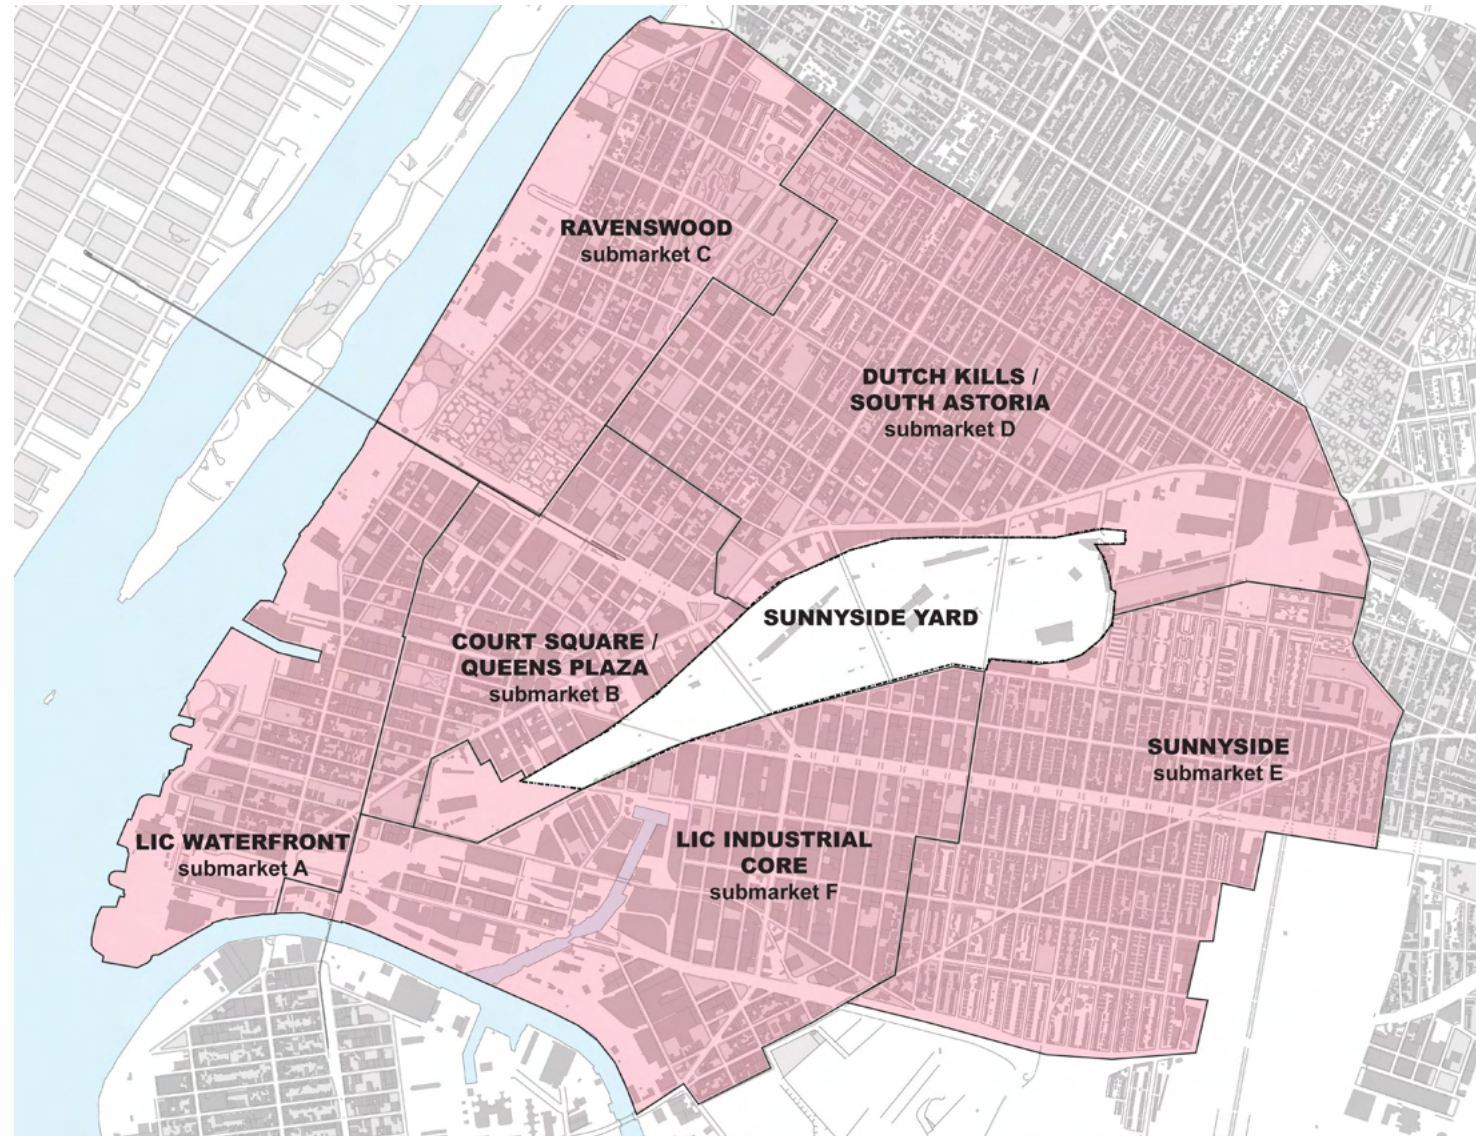 RAVENSWOOD
submarket C
DUTCH KILLS /
SOUTH ASTORIA
submarket D
SUNNYSIDE YARD
COURT SQUARE /
QUEENS PLAZA
submarket B
SUNNYSIDE
submarket E
LIC WATERFRONT
submarket A
LIC INDUSTRIAL
CORE
submarket F